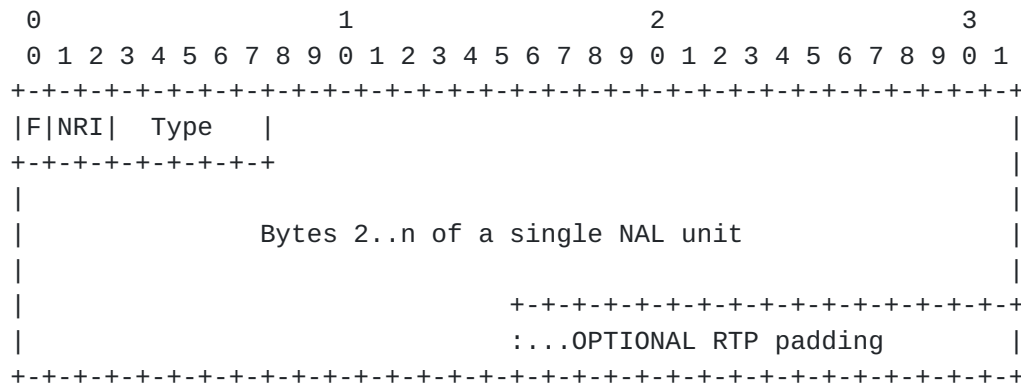 0                   1                   2                   3
 0 1 2 3 4 5 6 7 8 9 0 1 2 3 4 5 6 7 8 9 0 1 2 3 4 5 6 7 8 9 0 1
+-+-+-+-+-+-+-+-+-+-+-+-+-+-+-+-+-+-+-+-+-+-+-+-+-+-+-+-+-+-+-+-+
|F|NRI|  Type   |                                               |
+-+-+-+-+-+-+-+-+                                               |
|                                                               |
|               Bytes 2..n of a single NAL unit                 |
|                                                               |
|                               +-+-+-+-+-+-+-+-+-+-+-+-+-+-+-+-+
|                               :...OPTIONAL RTP padding        |
+-+-+-+-+-+-+-+-+-+-+-+-+-+-+-+-+-+-+-+-+-+-+-+-+-+-+-+-+-+-+-+-+